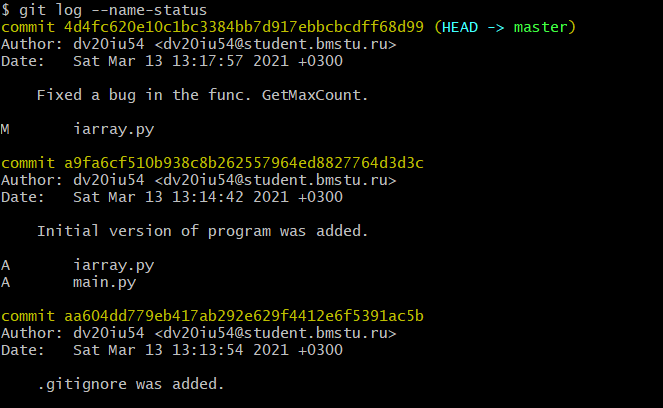 $ git log --name-status
commit 4d4fc620e10c1bc3384bb7d917ebbcbcdff68d99 (HEAD -> master)
Author: dv20iu54 <dv20iu54@student.bmstu.ru>
Date:   Sat Mar 13 13:17:57 2021 +0300
    Fixed a bug in the func. GetMaxCount.
M       iarray.py
commit a9fa6cf510b938c8b262557964ed8827764d3d3c
Author: dv20iu54 <dv20iu54@student.bmstu.ru>
Date:   Sat Mar 13 13:14:42 2021 +0300
    Initial version of program was added.
A       iarray.py
A       main.py
commit aa604dd779eb417ab292e629f4412e6f5391ac5b
Author: dv20iu54 <dv20iu54@student.bmstu.ru>
Date:   Sat Mar 13 13:13:54 2021 +0300
    .gitignore was added.